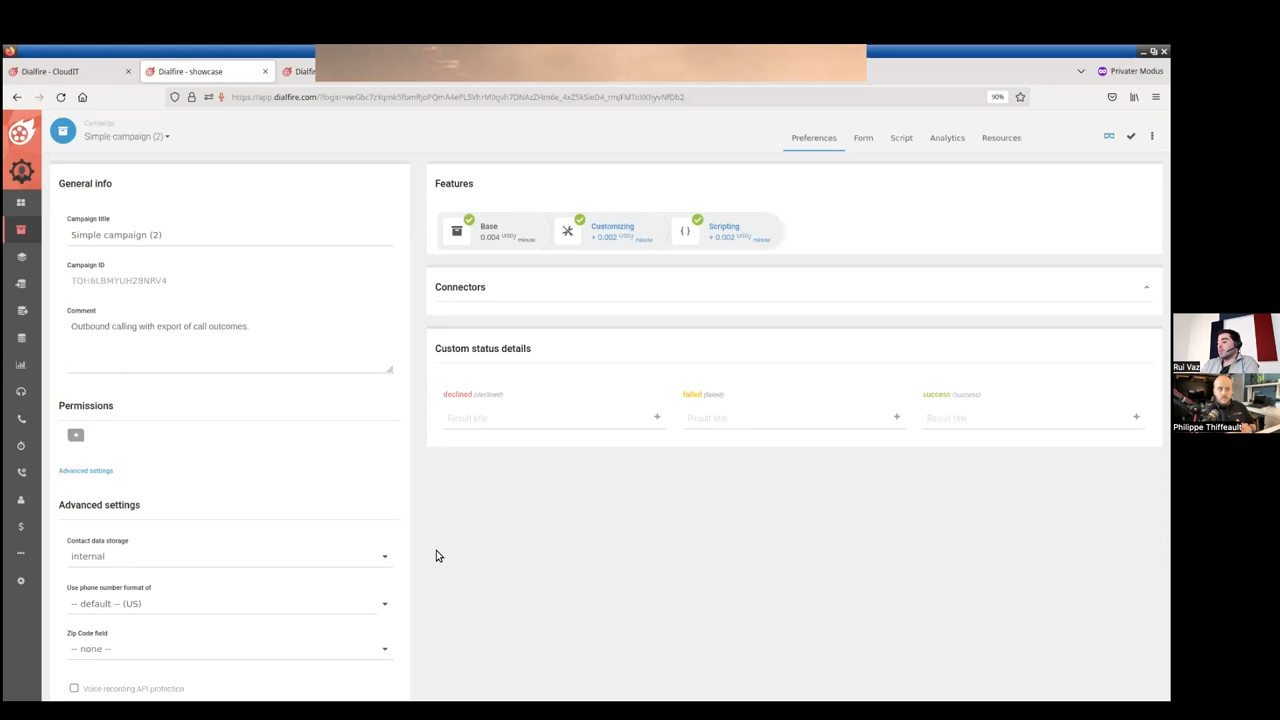 Dialfire - CloudIT
Dialfire - showcase
Dialfir
Privater Modus
90%
Campaign
Simple campaign (2)
Preferences
Form
Script
Analytics
Resources
General info
Campaign title
Simple campaign (2)
Campaign ID
TQH6LBMYUH28NRV4
Comment
Outbound calling with export of call outcomes.
Permissions
Advanced settings
Advanced settings
Contact data storage
internal
Use phone number format of
-- default -- (US)
Zip Code field
-- none --
Voice recording API protection
Features
Base
0.004 USD/ minute
Customizing
+ 0.002 USD/ minute
Scripting
+ 0.002 USD/ minute
Connectors
Custom status details
declined (declined)
failed (failed)
success (success)
Result title
Result title
Result title
Rui Vaz
Philippe Thiffeault